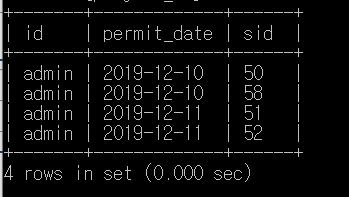 | id | permit_date | sid |
| admin | 2019-12-10 | 50 |
| admin | 2019-12-10 | 58 |
| admin | 2019-12-11 | 51 |
| admin | 2019-12-11 | 52 |
4 rows in set (0.000 sec)